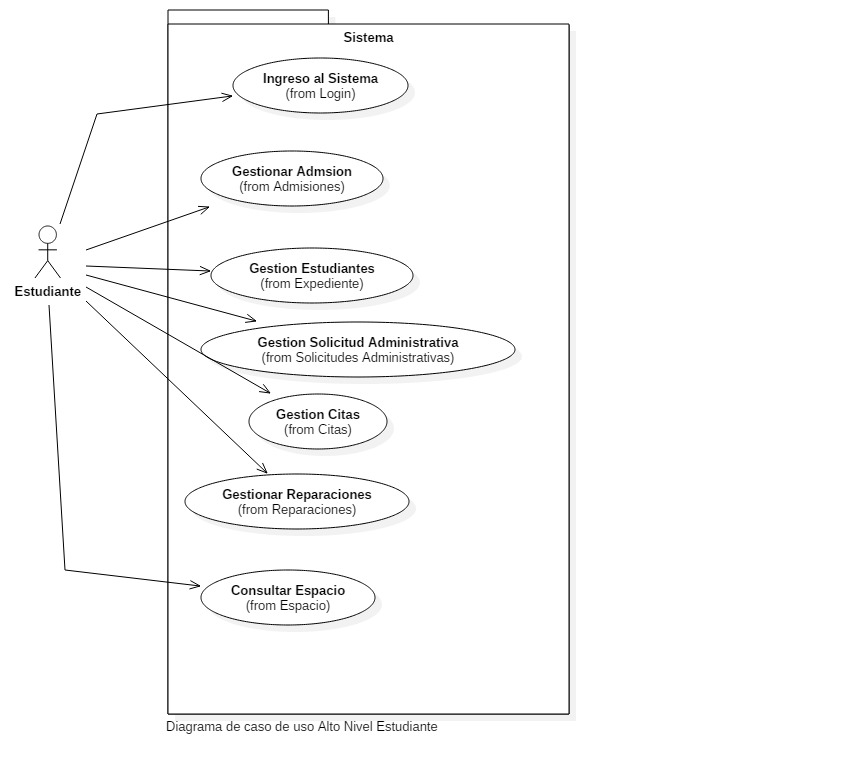 Sistema
Ingreso al Sistema
(from Login)
Gestionar Admsion
(from Admisiones)
Gestion Estudiantes
(from Expediente)
Estudiante
Gestion Solicitud Administrativa
(from Solicitudes Administrativas)
Gestion Citas
(from Citas)
Gestionar Reparaciones
(from Reparaciones)
Consultar Espacio
(from Espacio)
Diagrama de caso de uso Alto Nivel Estudiante